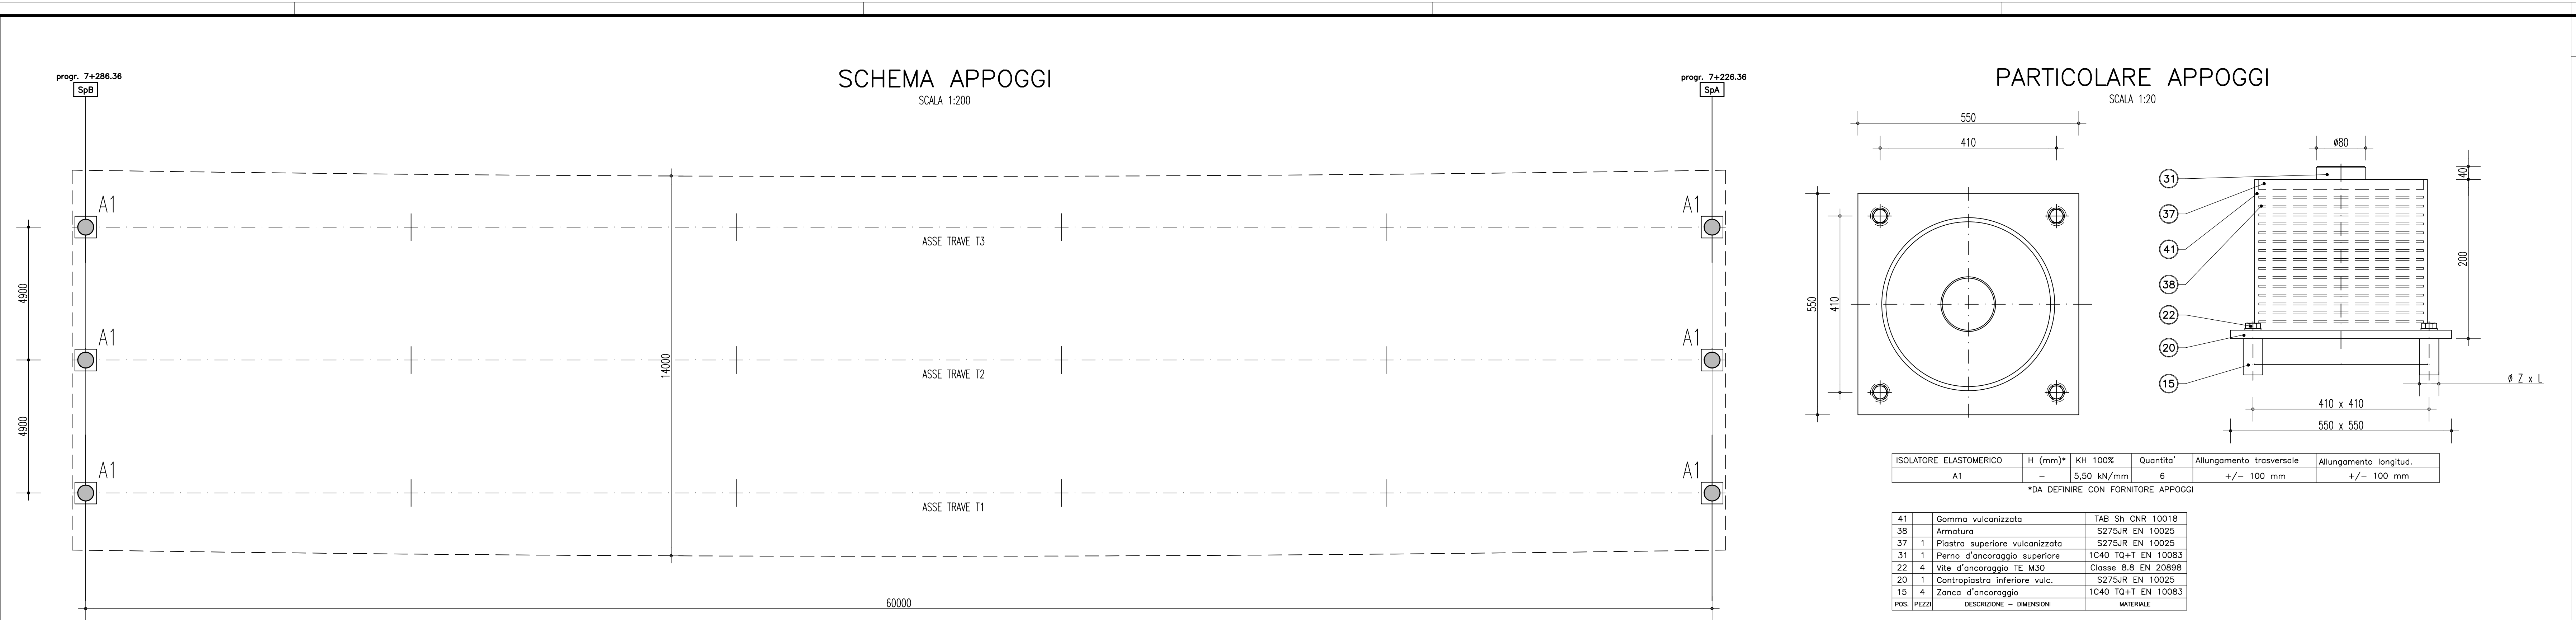 SCHEMA APPOGGI
SCALA 1:200
progr. 7+286.36
SpB
progr. 7+226.36
SpA
A1
A1
ASSE TRAVE T3
4900
A1
A1
14000
ASSE TRAVE T2
4900
A1
A1
ASSE TRAVE T1
60000
PARTICOLARE APPOGGI
SCALA 1:20
550
410
550
410
Ø80
40
200
31
37
41
38
22
20
15
Ø Z x L
410 x 410
550 x 550
ISOLATORE ELASTOMERICO H (mm)* KH 100% Quantita' Allungamento trasversale Allungamento longitud.
A1 – 5,50 kN/mm 6 +/– 100 mm +/– 100 mm
*DA DEFINIRE CON FORNITORE APPOGGI
41 Gomma vulcanizzata TAB Sh CNR 10018
38 Armatura S275JR EN 10025
37 1 Piastra superiore vulcanizzata S275JR EN 10025
31 1 Perno d'ancoraggio superiore 1C40 TQ+T EN 10083
22 4 Vite d'ancoraggio TE M30 Classe 8.8 EN 20898
20 1 Contropiastra inferiore vulc. S275JR EN 10025
15 4 Zanca d'ancoraggio 1C40 TQ+T EN 10083
POS. PEZZI DESCRIZIONE – DIMENSIONI MATERIALE